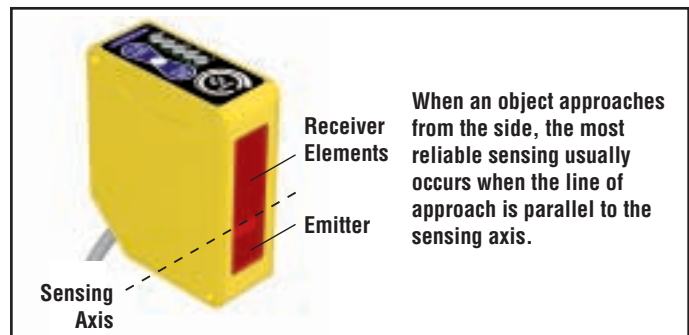 Receiver
Elements
Emitter
Sensing
Axis
When an object approaches
from the side, the most
reliable sensing usually
occurs when the line of
approach is parallel to the
sensing axis.